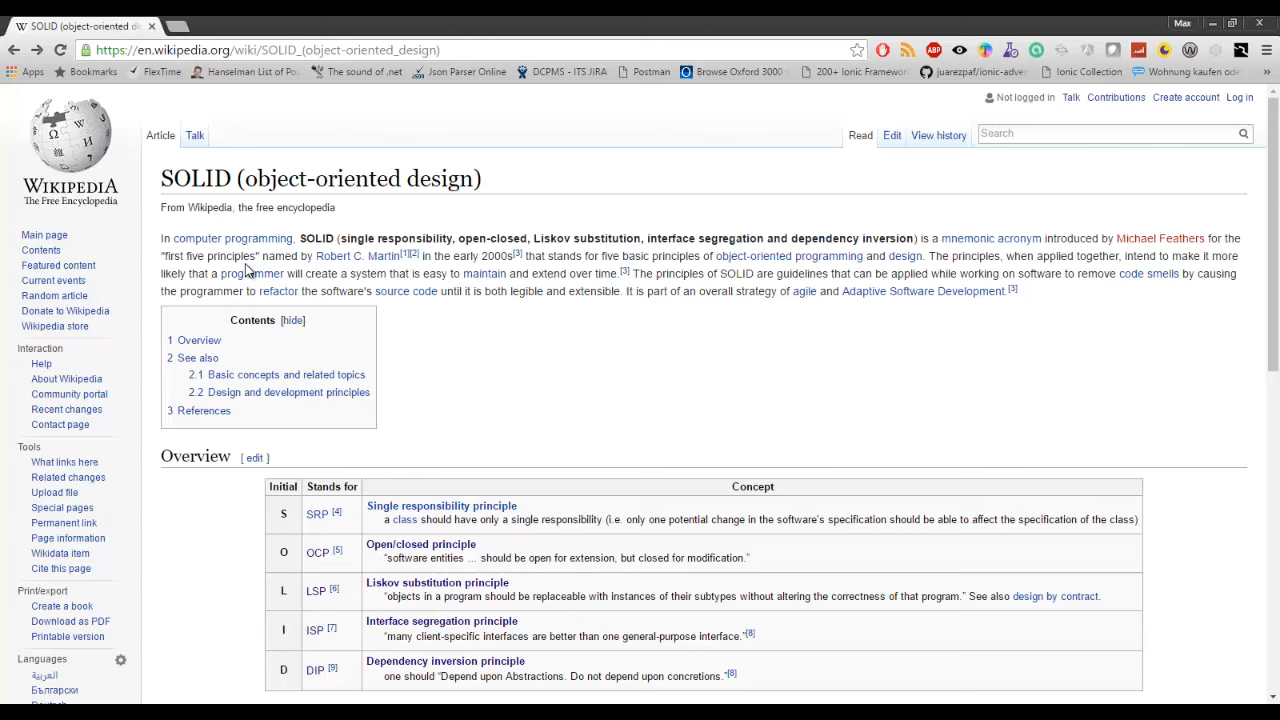 SOLID (object-oriented de
Max
https://en.wikipedia.org/wiki/SOLID_(object-oriented_design)
Apps Bookmarks FlexTime Hanselman List of Po The sound of .net Json Parser Online DCPMS - ITS JIRA Postman Browse Oxford 3000 200+ Ionic Framework juarezpaf/ionic-adve Ionic Collection Wohnung kaufen od
Not logged in Talk Contributions Create account Log in
Article Talk Read Edit View history Search
WIKIPEDIA
The Free Encyclopedia
Main page
Contents
Featured content
Current events
Random article
Donate to Wikipedia
Wikipedia store
Interaction
Help
About Wikipedia
Community portal
Recent changes
Contact page
Tools
What links here
Related changes
Upload file
Special pages
Permanent link
Page information
Wikidata item
Cite this page
Print/export
Create a book
Download as PDF
Printable version
Languages
العربية
Български
SOLID (object-oriented design)
From Wikipedia, the free encyclopedia
In computer programming, SOLID (single responsibility, open-closed, Liskov substitution, interface segregation and dependency inversion) is a mnemonic acronym introduced by Michael Feathers for the
"first five principles" named by Robert C. Martin[1][2] in the early 2000s[3] that stands for five basic principles of object-oriented programming and design. The principles, when applied together, intend to make it more
likely that a programmer will create a system that is easy to maintain and extend over time.[3] The principles of SOLID are guidelines that can be applied while working on software to remove code smells by causing
the programmer to refactor the software's source code until it is both legible and extensible. It is part of an overall strategy of agile and Adaptive Software Development.[3]
Contents [hide]
1 Overview
2 See also
2.1 Basic concepts and related topics
2.2 Design and development principles
3 References
Overview [ edit ]
Initial Stands for Concept
S SRP [4] Single responsibility principle
a class should have only a single responsibility (i.e. only one potential change in the software's specification should be able to affect the specification of the class)
O OCP [5] Open/closed principle
“software entities … should be open for extension, but closed for modification.”
L LSP [6] Liskov substitution principle
“objects in a program should be replaceable with instances of their subtypes without altering the correctness of that program.” See also design by contract.
I ISP [7] Interface segregation principle
“many client-specific interfaces are better than one general-purpose interface.”[8]
D DIP [9] Dependency inversion principle
one should “Depend upon Abstractions. Do not depend upon concretions.”[8]